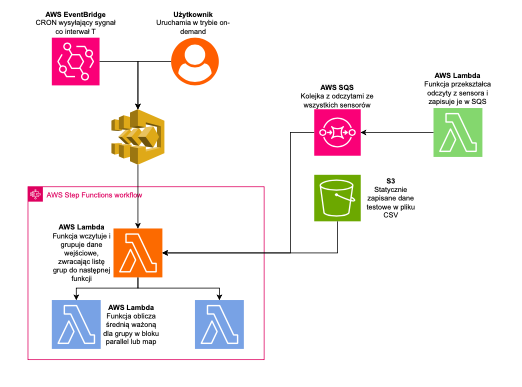 AWS EventBridge
CRON wysyłający sygnał
co interwał T
Użytkownik
Uruchamia w trybie on-
demand
AWS SQS
Kolejka z odczytami ze
wszystkich sensorów
AWS Lambda
Funkcja przekształca
odczyty z sensora i
zapisuje je w SQS
S3
Statycznie
zapisane dane
testowe w pliku
CSV
AWS Step Functions workflow
AWS Lambda
Funkcja wczytuje i
grupuje dane
wejściowe,
zwracając listę
grup do następnej
funkcji
AWS Lambda
Funkcja oblicza
średnią ważoną
dla grupy w bloku
parallel lub map